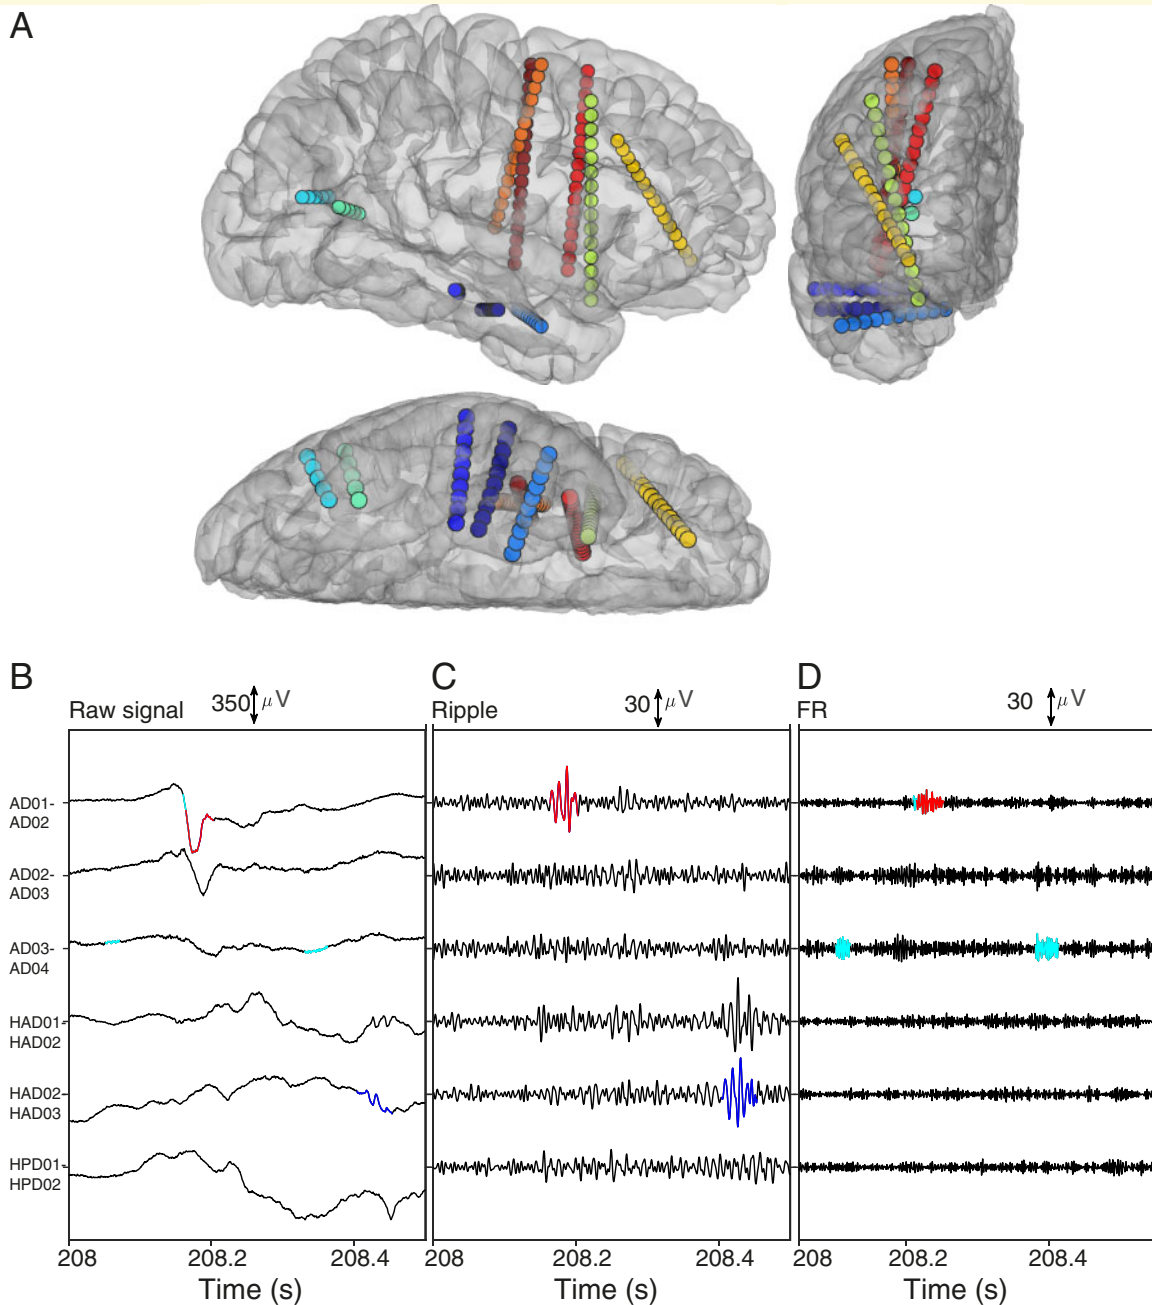 A
B
C
D
Raw signal
350 μV
Ripple
30 μV
FR
30 μV
AD01-
AD02
AD02-
AD03
AD03-
AD04
HAD01-
HAD02
HAD02-
HAD03
HPD01-
HPD02
208 208.2 208.4
208 208.2 208.4
208 208.2 208.4
Time (s)
Time (s)
Time (s)